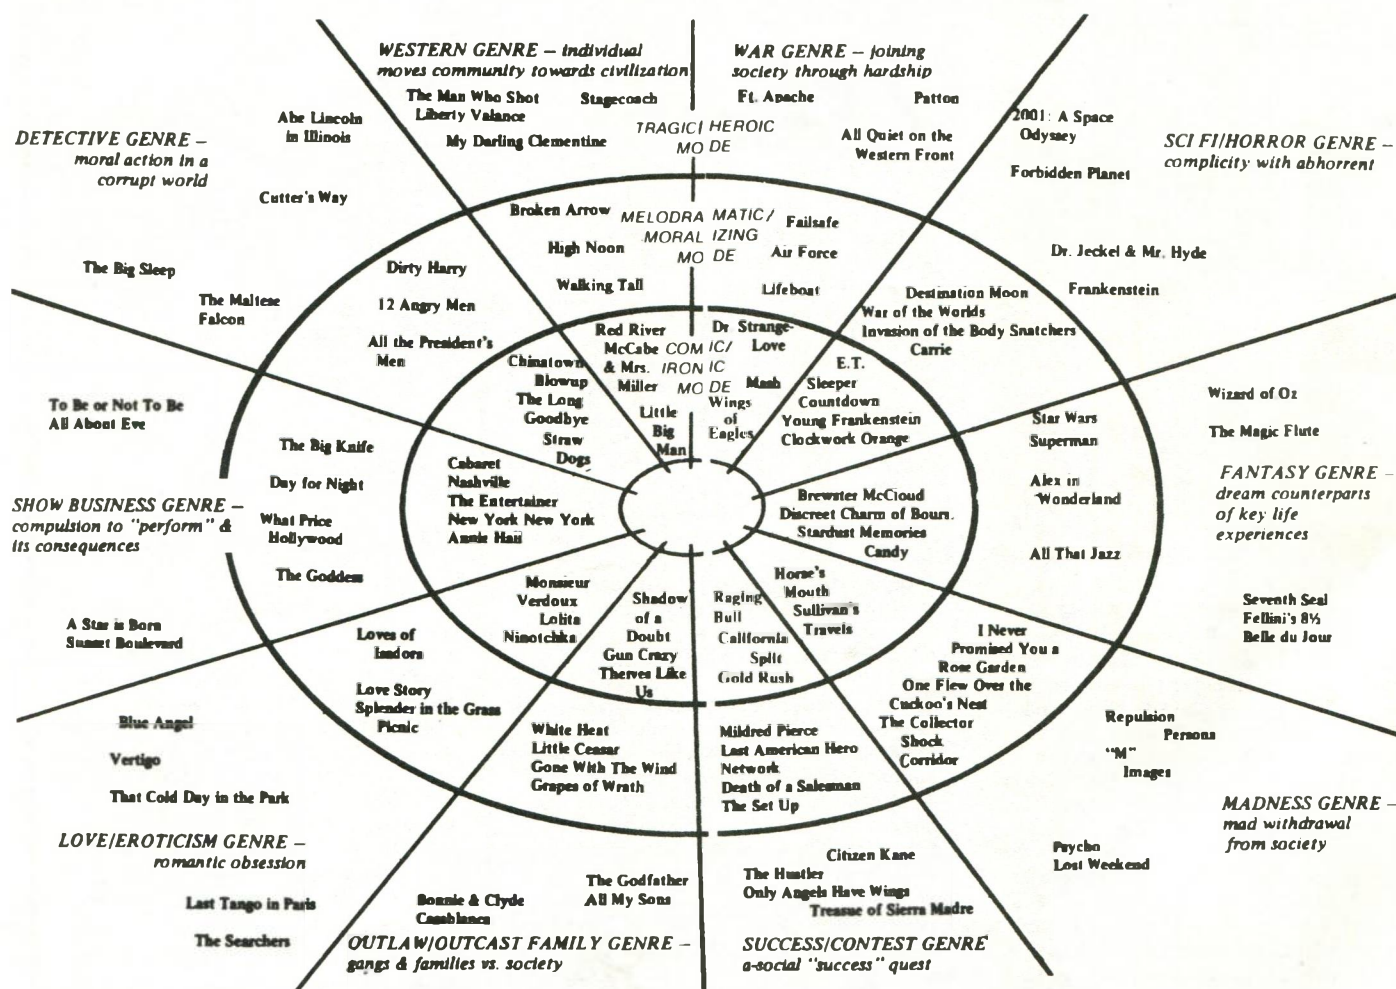 WESTERN GENRE – individual
moves community towards civilization
The Man Who Shot
Liberty Valance
Stagecoach
My Darling Clementine
WAR GENRE – joining
society through hardship
Ft. Apache
Patton
All Quiet on the
Western Front
TRAGIC/ HEROIC
MODE
Abe Lincoln
in Illinois
DETECTIVE GENRE –
moral action in a
corrupt world
Cutter's Way
The Big Sleep
The Maltese
Falcon
2001: A Space
Odyssey
SCI FI/HORROR GENRE –
complicity with abhorrent
Forbidden Planet
Dr. Jeckel & Mr. Hyde
Frankenstein
Broken Arrow
High Noon
Walking Tall
MELODRAMATIC/
MORALIZING
MODE
Failsafe
Air Force
Lifeboat
Dirty Harry
12 Angry Men
All the President's
Men
Destination Moon
War of the Worlds
Invasion of the Body Snatchers
Carrie
Red River
McCabe
& Mrs.
Miller
Little
Big
Man
COMIC/
IRONIC
MODE
Dr Strange-
Love
Mash
Wings
of
Eagles
Chinatown
Blowup
The Long
Goodbye
Straw
Dogs
E.T.
Sleeper
Countdown
Young Frankenstein
Clockwork Orange
To Be or Not To Be
All About Eve
The Big Knife
Day for Night
What Price
Hollywood
The Goddess
SHOW BUSINESS GENRE –
compulsion to "perform" &
its consequences
A Star is Born
Sunset Boulevard
Cabaret
Nashville
The Entertainer
New York New York
Annie Hall
Brewster McCloud
Discreet Charm of Bours.
Stardust Memories
Candy
Star Wars
Superman
Alex in
Wonderland
All That Jazz
Wizard of Oz
The Magic Flute
FANTASY GENRE –
dream counterparts
of key life
experiences
Seventh Seal
Fellini's 8½
Belle du Jour
Monsieur
Verdoux
Lolita
Ninotchka
Shadow
of a
Doubt
Gun Crazy
Therves Like
Us
Raging
Bull
California
Split
Gold Rush
Horse's
Mouth
Sullivan's
Travels
Loves of
Isadora
Love Story
Splender in the Grass
Picnic
I Never
Promised You a
Rose Garden
One Flew Over the
Cuckoo's Nest
The Collector
Shock
Corridor
Blue Angel
Vertigo
That Cold Day in the Park
LOVE/EROTICISM GENRE –
romantic obsession
Last Tango in Paris
The Searchers
White Heat
Little Ceasar
Gone With The Wind
Grapes of Wrath
Mildred Pierce
Last American Hero
Network
Death of a Salesman
The Set Up
Repulsion
Persona
"M"
Images
MADNESS GENRE –
mad withdrawal
from society
Psycho
Lost Weekend
The Godfather
All My Sons
Bonnie & Clyde
Casablanca
OUTLAW/OUTCAST FAMILY GENRE –
gangs & families vs. society
Citizen Kane
The Hustler
Only Angels Have Wings
Treasue of Sierra Madre
SUCCESS/CONTEST GENRE
a-social "success" quest